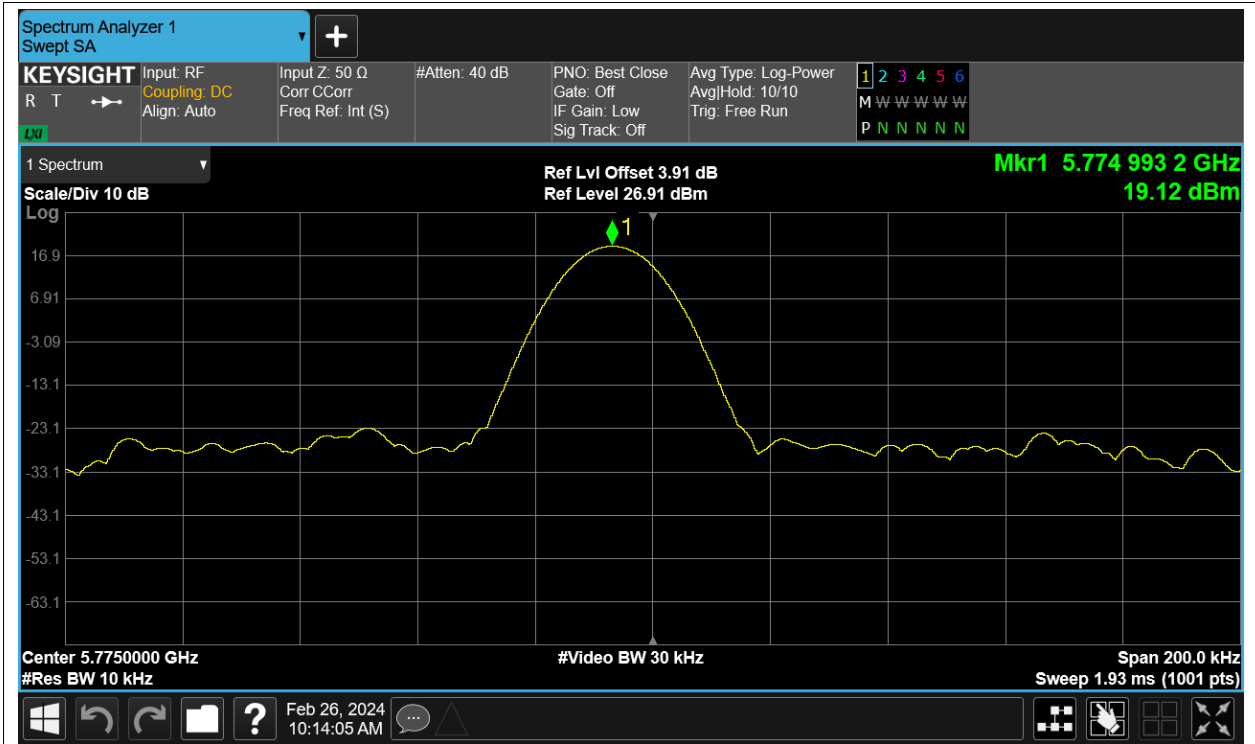 Spectrum Analyzer 1
Swept SA
KEYSIGHT
R T
LXI
Input: RF
Coupling: DC
Align: Auto
Input Z: 50 Ω
Corr CCorr
Freq Ref: Int (S)
#Atten: 40 dB
PNO: Best Close
Gate: Off
IF Gain: Low
Sig Track: Off
Avg Type: Log-Power
Avg|Hold: 10/10
Trig: Free Run
1 2 3 4 5 6
M W W W W W W
P N N N N N
1 Spectrum
Scale/Div 10 dB
Log
Ref Lvl Offset 3.91 dB
Ref Level 26.91 dBm
Mkr1 5.774 993 2 GHz
19.12 dBm
1
16.9
6.91
-3.09
-13.1
-23.1
-33.1
-43.1
-53.1
-63.1
Center 5.7750000 GHz
#Res BW 10 kHz
#Video BW 30 kHz
Span 200.0 kHz
Sweep 1.93 ms (1001 pts)
?
Feb 26, 2024
10:14:05 AM